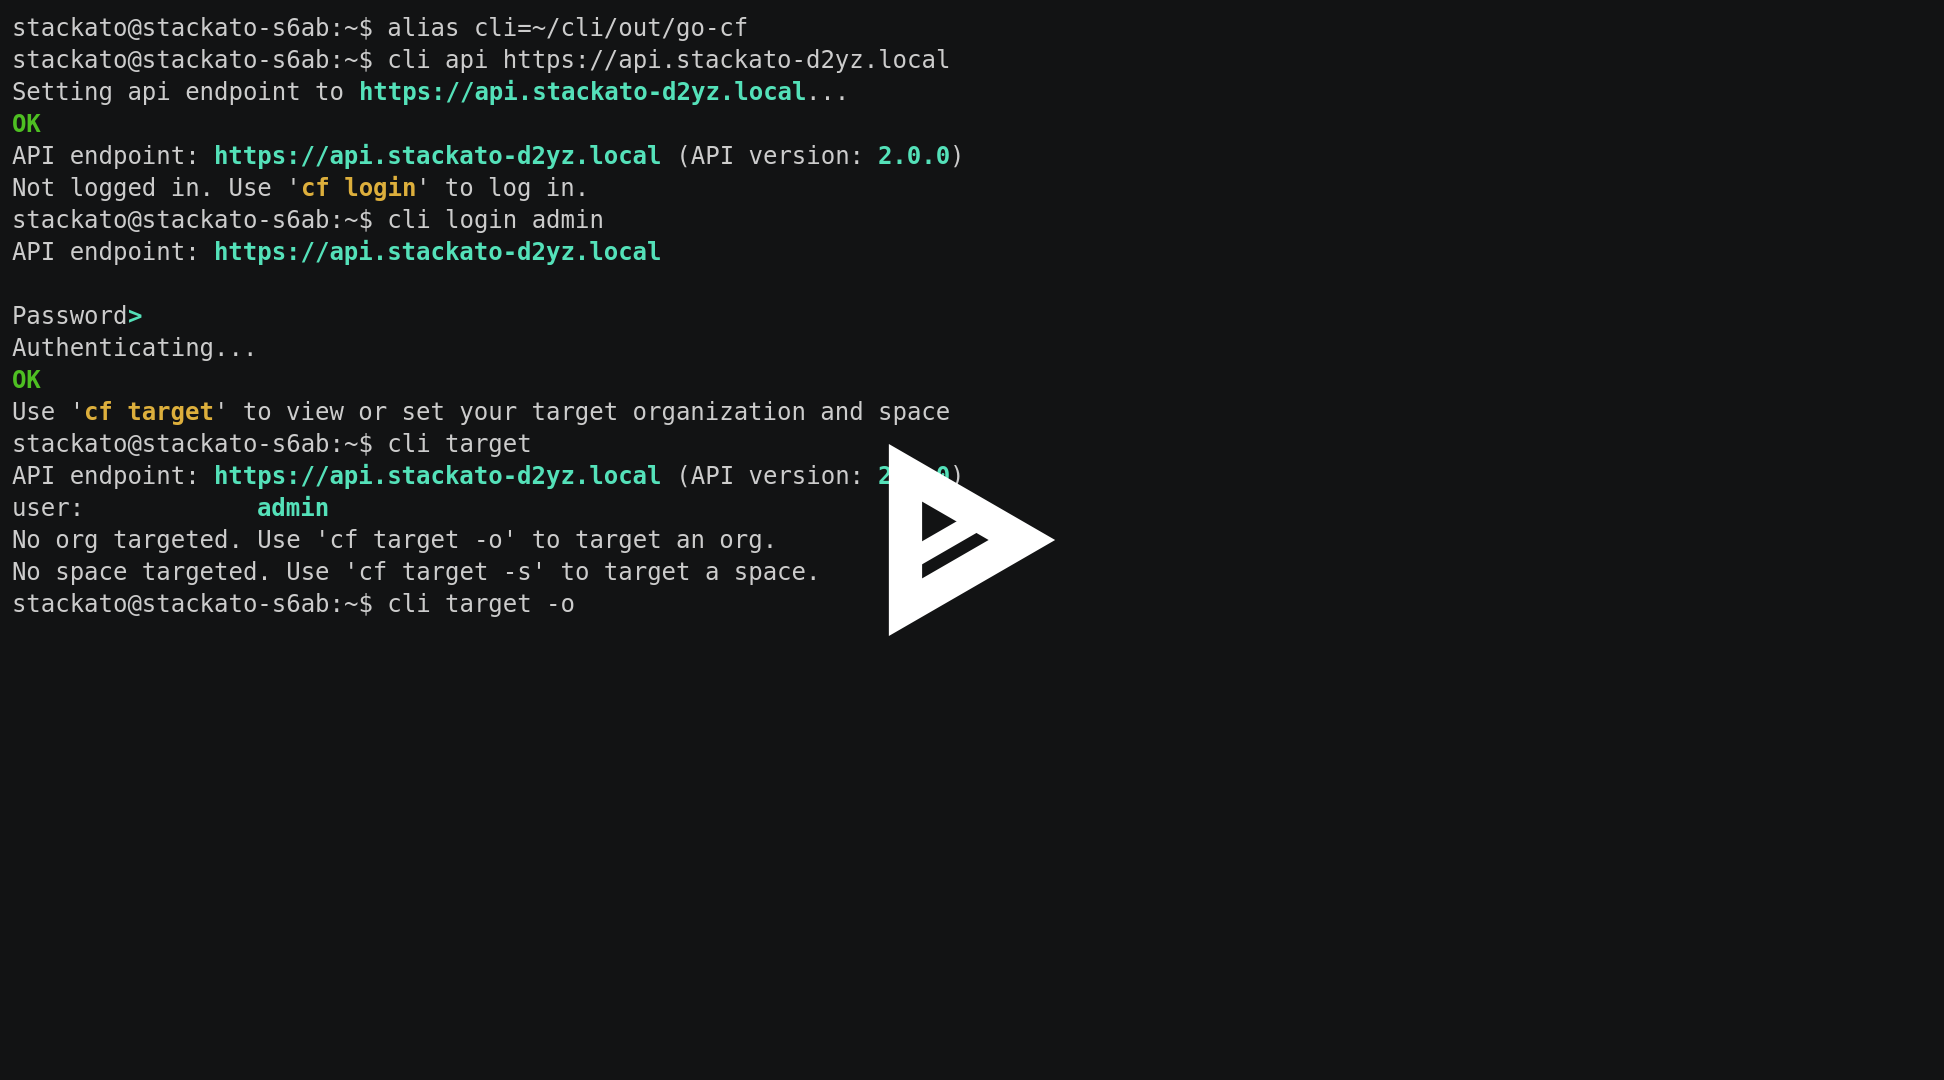 stackato@stackato-s6ab:~$ alias cli=~/cli/out/go-cf
stackato@stackato-s6ab:~$ cli api https://api.stackato-d2yz.local
Setting api endpoint to https://api.stackato-d2yz.local...
OK
API endpoint: https://api.stackato-d2yz.local (API version: 2.0.0)
Not logged in. Use 'cf login' to log in.
stackato@stackato-s6ab:~$ cli login admin
API endpoint: https://api.stackato-d2yz.local

Password>
Authenticating...
OK
Use 'cf target' to view or set your target organization and space
stackato@stackato-s6ab:~$ cli target
API endpoint: https://api.stackato-d2yz.local (API version: )
user:            admin
No org targeted. Use 'cf target -o' to target an org.
No space targeted. Use 'cf target -s' to target a space.
stackato@stackato-s6ab:~$ cli target -o